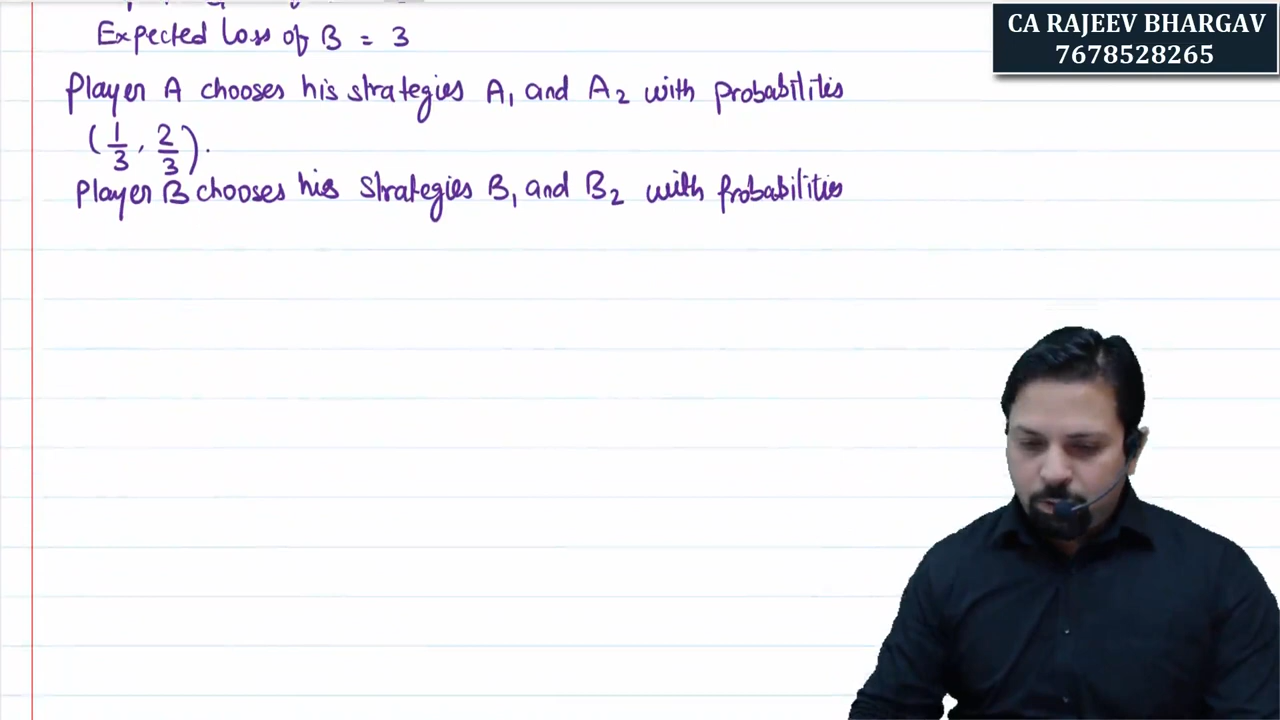 CA RAJEEV BHARGAV
7678528265
Expected loss of B = 3
Player A chooses his strategies A₁ and A₂ with probabilities
(1/3, 2/3).
Player B chooses his strategies B₁ and B₂ with probabilities